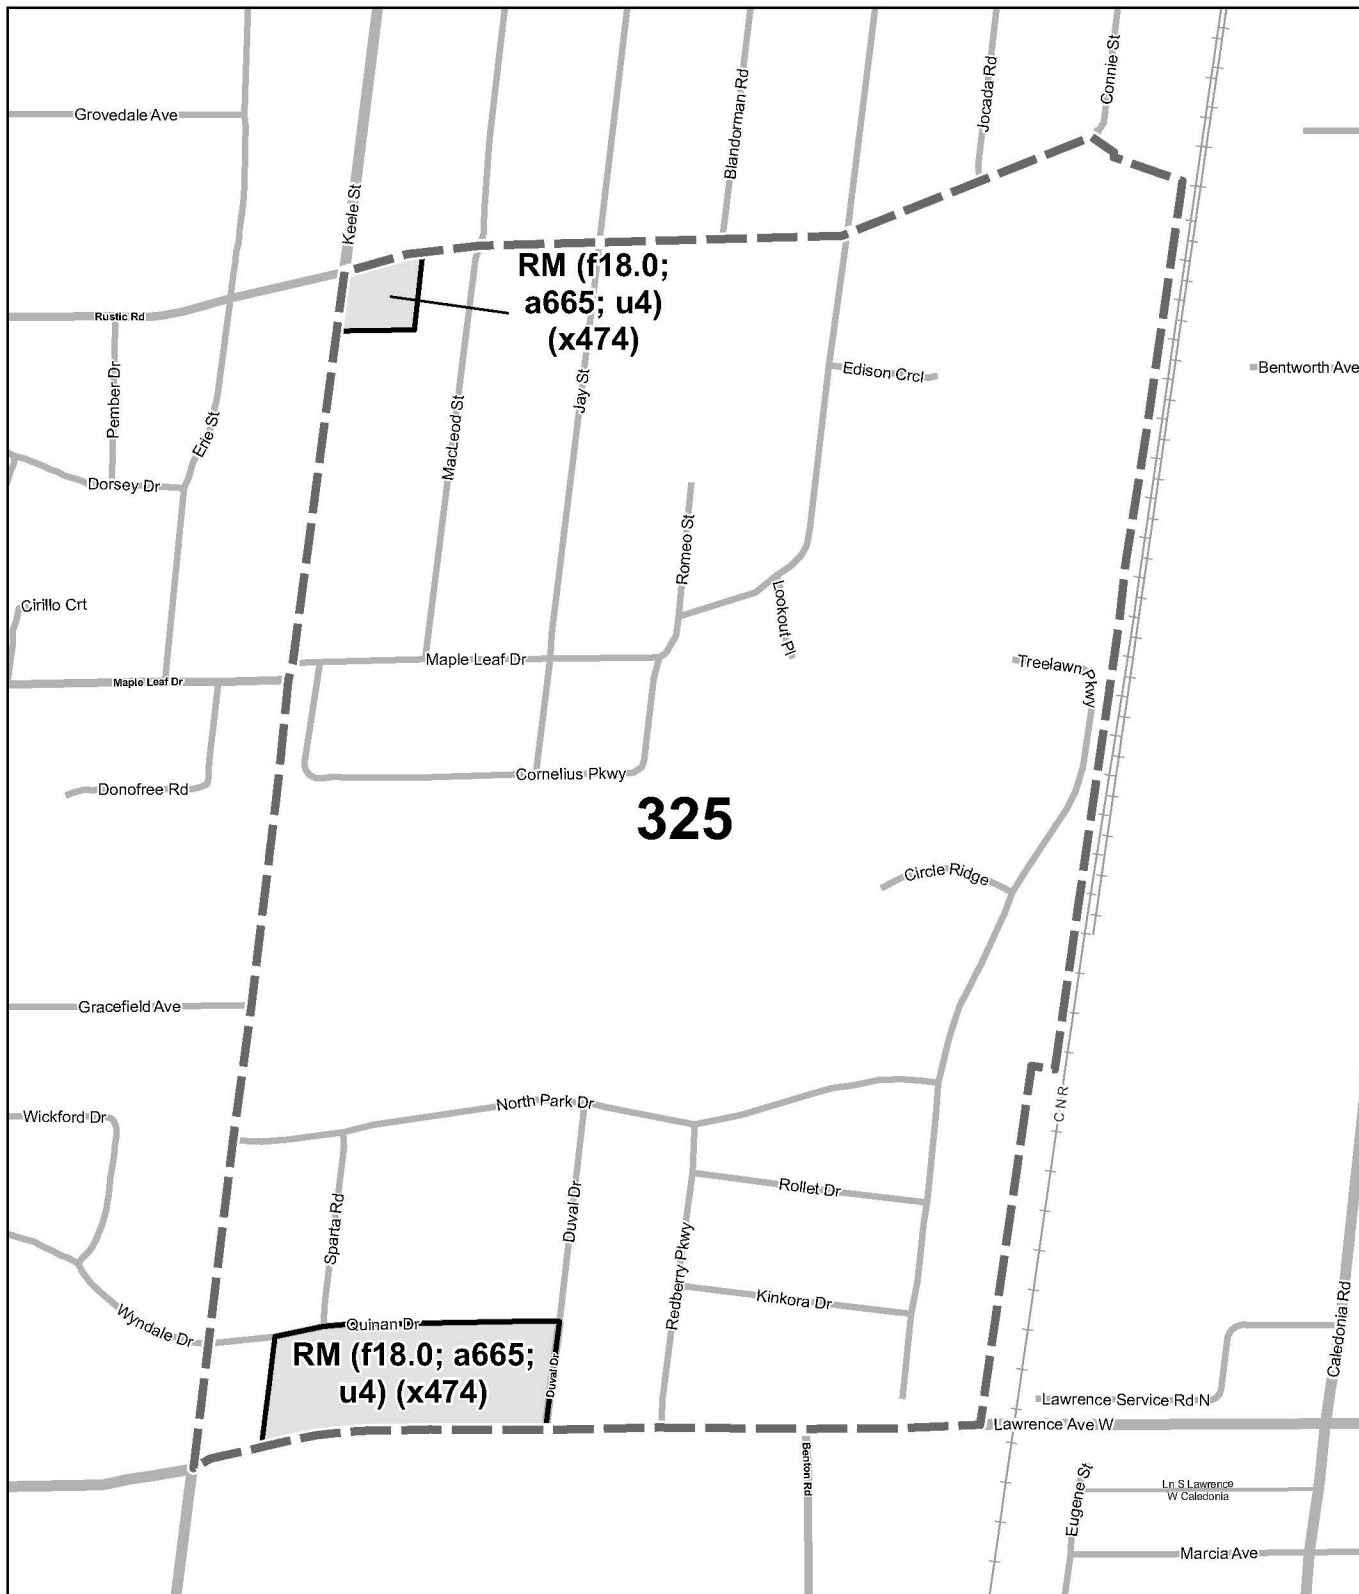 Grovedale Ave
Keele St
Blandorman Rd
Jocada Rd
Connie St
RM (f18.0;
a665; u4)
(x474)
Rustic Rd
Pember Dr
Erie St
MacLeod St
Jay St
Edison Crcl
Bentworth Ave
Dorsey Dr
Romeo St
Lookout Pl
Cirillo Crt
Maple Leaf Dr
Maple Leaf Dr
Treelawn Pkwy
Donofree Rd
Cornelius Pkwy
325
Circle Ridge
Gracefield Ave
Wickford Dr
North Park Dr
CNR
Sparta Rd
Duval Dr
Redberry Pkwy
Rollet Dr
Kinkora Dr
Wyndale Dr
Quinan Dr
RM (f18.0; a665;
u4) (x474)
Duval Dr
Caledonia Rd
Lawrence Service Rd N
Lawrence Ave W
Benton Rd
Eugene St
Ln S Lawrence
W Caledonia
Marcia Ave